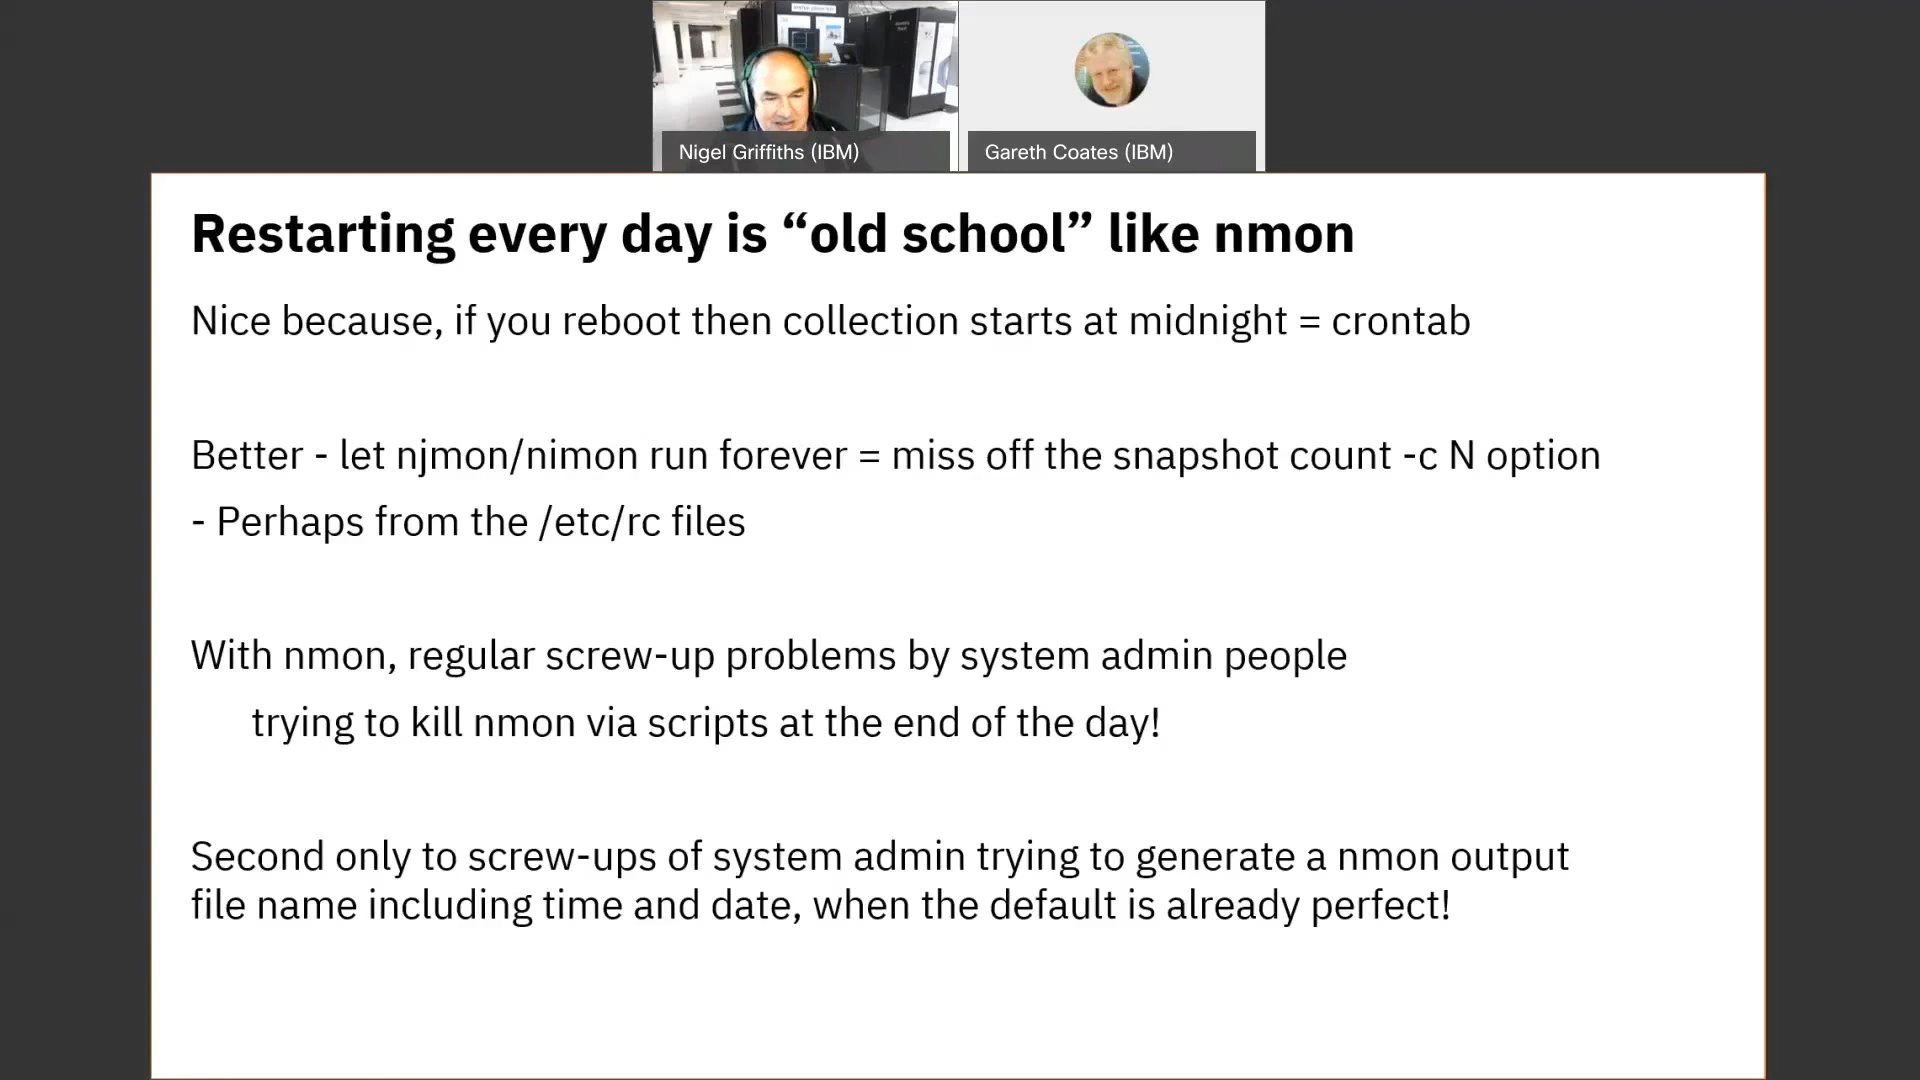 Nigel Griffiths (IBM)
Gareth Coates (IBM)
Restarting every day is “old school” like nmon
Nice because, if you reboot then collection starts at midnight = crontab
Better - let njmon/nimon run forever = miss off the snapshot count -c N option
- Perhaps from the /etc/rc files
With nmon, regular screw-up problems by system admin people
trying to kill nmon via scripts at the end of the day!
Second only to screw-ups of system admin trying to generate a nmon output
file name including time and date, when the default is already perfect!